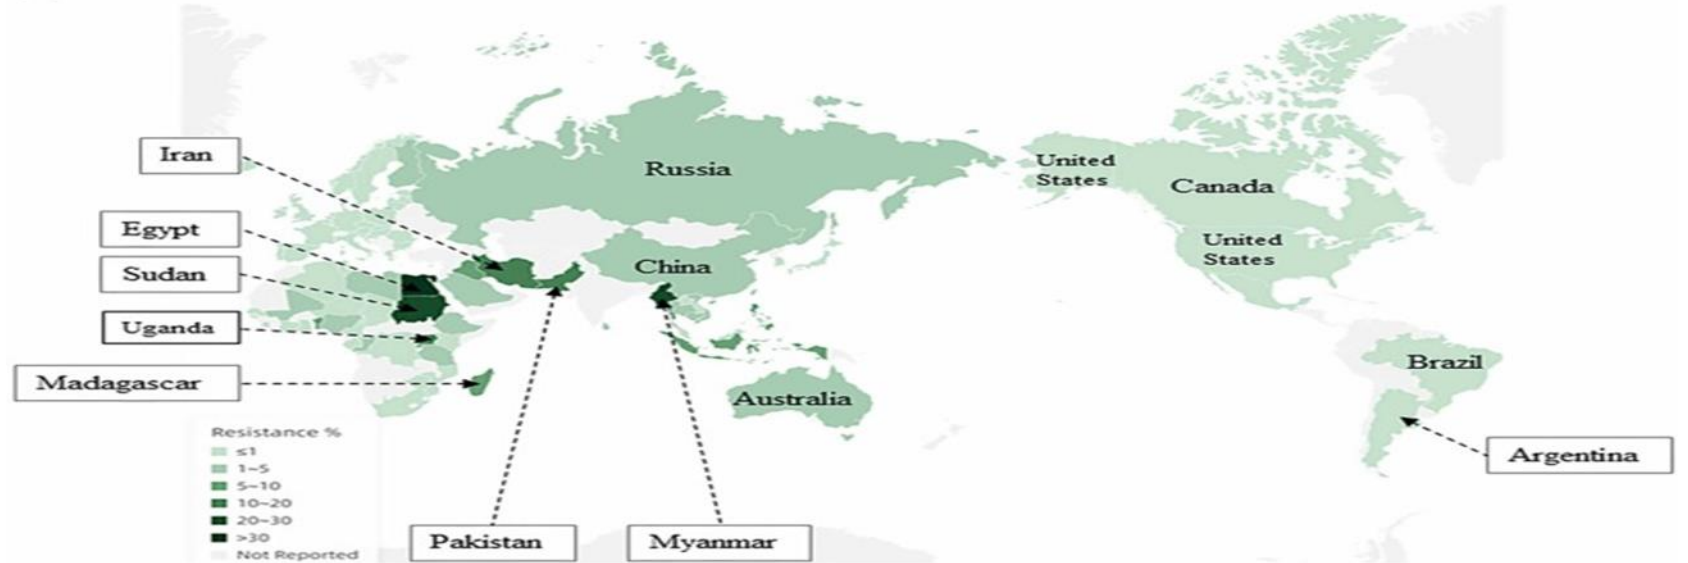 Iran
Egypt
Sudan
Uganda
Madagascar
Russia
China
Australia
United
States
Canada
United
States
Brazil
Argentina
Pakistan
Myanmar
Resistance %
≤1
1~5
5~10
10~20
20~30
>30
Not Reported